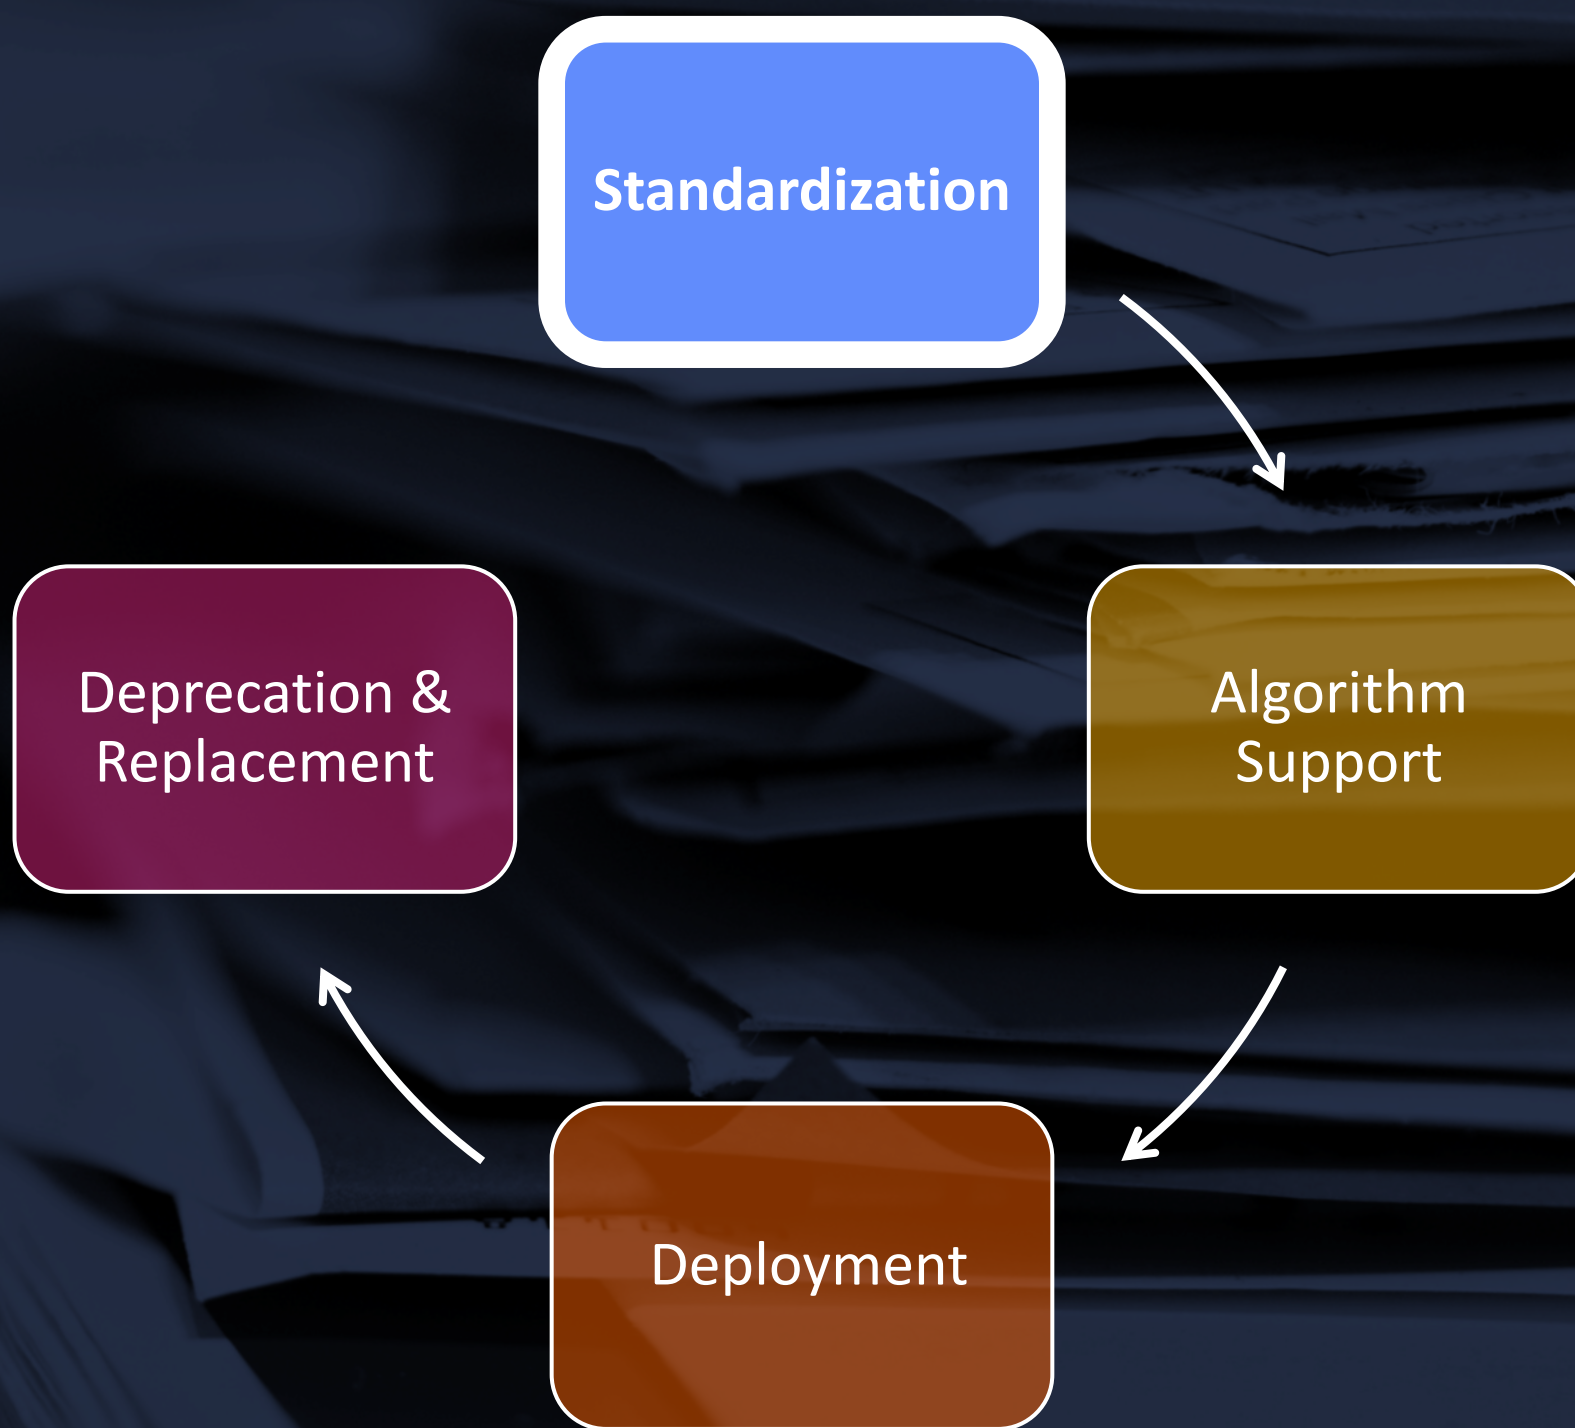 Standardization
Deprecation &
Replacement
Algorithm
Support
Deployment